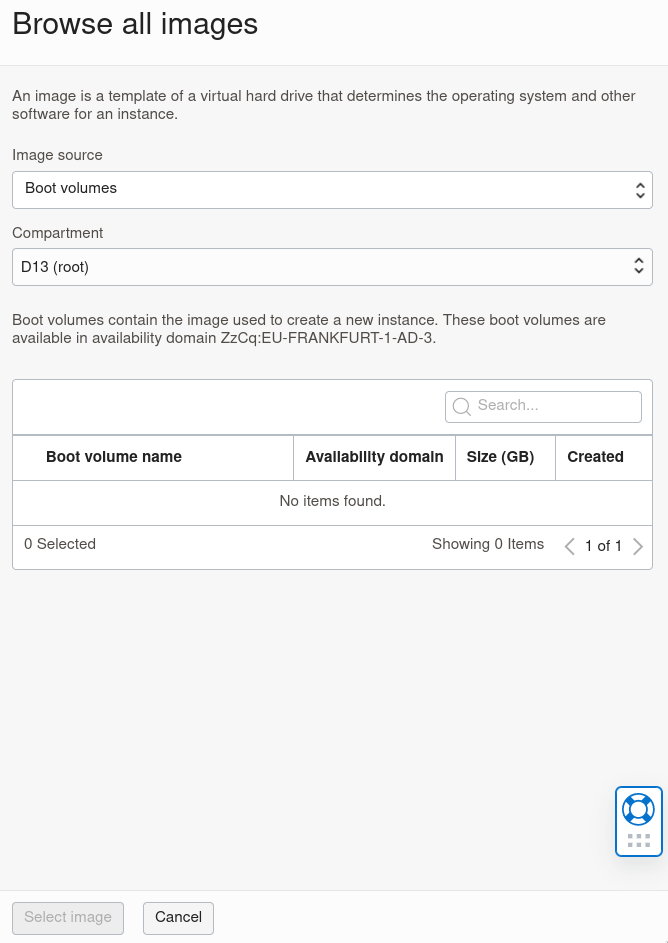 Browse all images
An image is a template of a virtual hard drive that determines the operating system and other
software for an instance.
Image source
Boot volumes
Compartment
D13 (root)
Boot volumes contain the image used to create a new instance. These boot volumes are
available in availability domain ZzCq:EU-FRANKFURT-1-AD-3.
Search...
Boot volume name Availability domain Size (GB) Created
No items found.
0 Selected Showing 0 Items 1 of 1
Select image Cancel